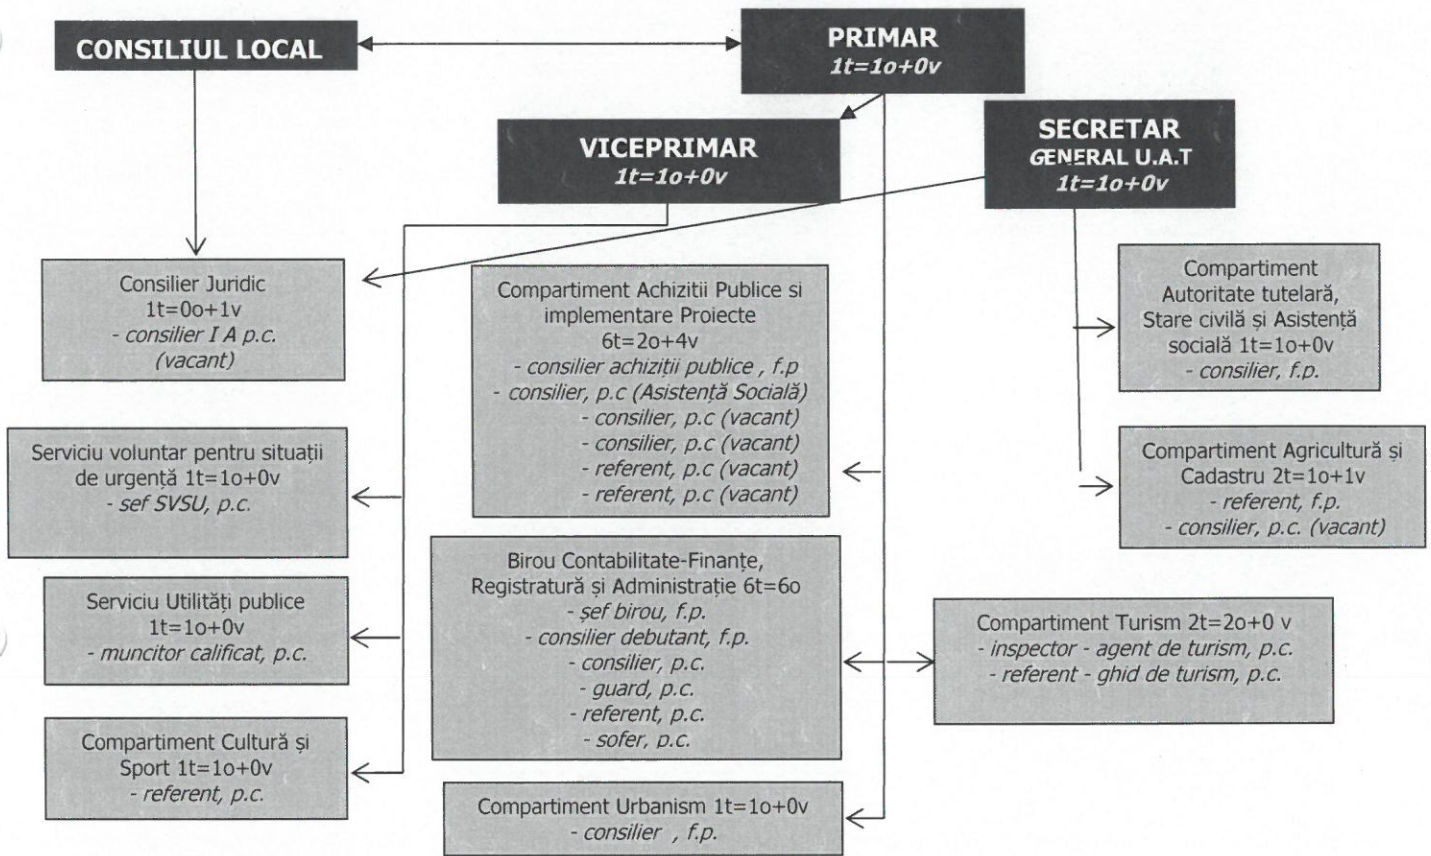 CONSILIUL LOCAL
PRIMAR
1t=1o+0v
VICEPRIMAR
1t=1o+0v
SECRETAR
GENERAL U.A.T
1t=1o+0v
Consilier Juridic
1t=0o+1v
- consilier I A p.c.
(vacant)
Serviciu voluntar pentru situații
de urgență 1t=1o+0v
- sef SVSU, p.c.
Serviciu Utilități publice
1t=1o+0v
- muncitor calificat, p.c.
Compartiment Cultură și
Sport 1t=1o+0v
- referent, p.c.
Compartiment Achizitii Publice si
implementare Proiecte
6t=2o+4v
- consilier achiziții publice , f.p
- consilier, p.c (Asistență Socială)
- consilier, p.c (vacant)
- consilier, p.c (vacant)
- referent, p.c (vacant)
- referent, p.c (vacant)
Birou Contabilitate-Finanțe,
Registratură și Administrație 6t=6o
- șef birou, f.p.
- consilier debutant, f.p.
- consilier, p.c.
- guard, p.c.
- referent, p.c.
- sofer, p.c.
Compartiment Urbanism 1t=1o+0v
- consilier , f.p.
Compartiment
Autoritate tutelară,
Stare civilă și Asistență
socială 1t=1o+0v
- consilier, f.p.
Compartiment Agricultură și
Cadastru 2t=1o+1v
- referent, f.p.
- consilier, p.c. (vacant)
Compartiment Turism 2t=2o+0 v
- inspector - agent de turism, p.c.
- referent - ghid de turism, p.c.